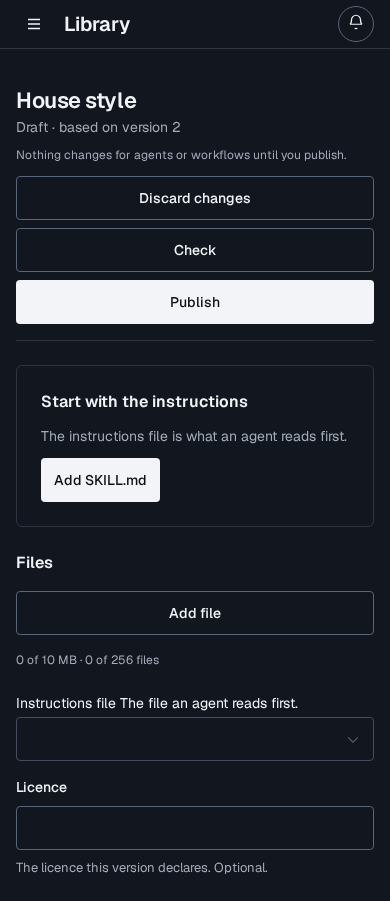 Library
House style
Draft · based on version 2
Nothing changes for agents or workflows until you publish.
Discard changes
Check
Publish
Start with the instructions
The instructions file is what an agent reads first.
Add SKILL.md
Files
Add file
0 of 10 MB · 0 of 256 files
Instructions file The file an agent reads first.
Licence
The licence this version declares. Optional.